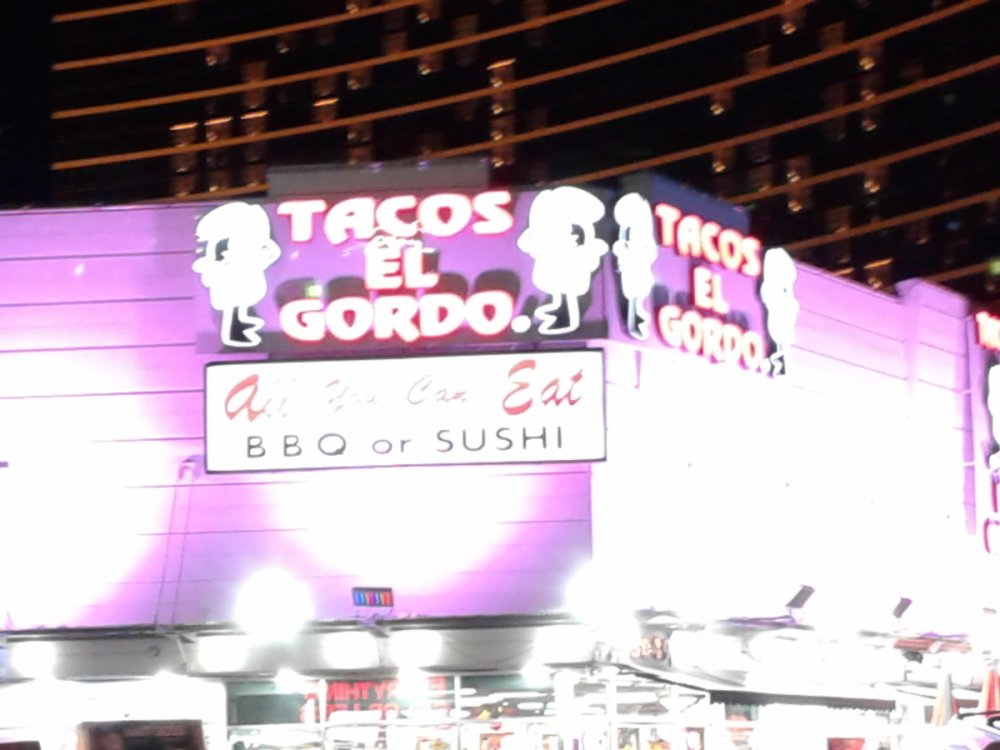 TACOS
EL
GORDO.
TACOS
EL
GORDO.
All You Can Eat
BBQ or SUSHI